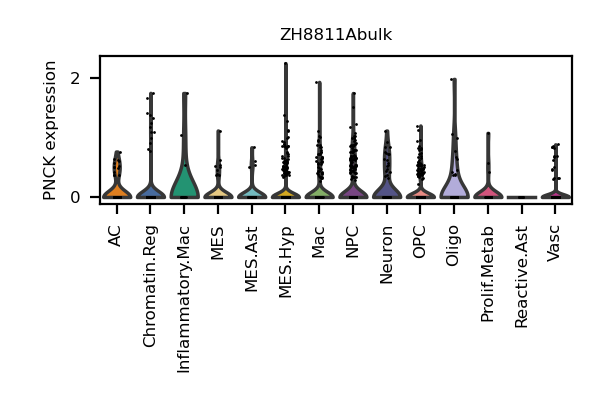 ZH8811Abulk
PNCK expression
2
0
AC
Chromatin.Reg
Inflammatory.Mac
MES
MES.Ast
MES.Hyp
Mac
NPC
Neuron
OPC
Oligo
Prolif.Metab
Reactive.Ast
Vasc